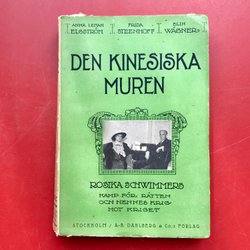 ANNA LENAH ELGSTRÖM
FRIDA STEENHOFF
ELIN WÄGNER
DEN KINESISKA
MUREN
ROSIKA SCHWIMMERS
KAMP FÖR RÄTTEN
OCH HENNES KRIG
MOT KRIGET
STOCKHOLM / A-B DAHLBERG & Co:s FÖRLAG